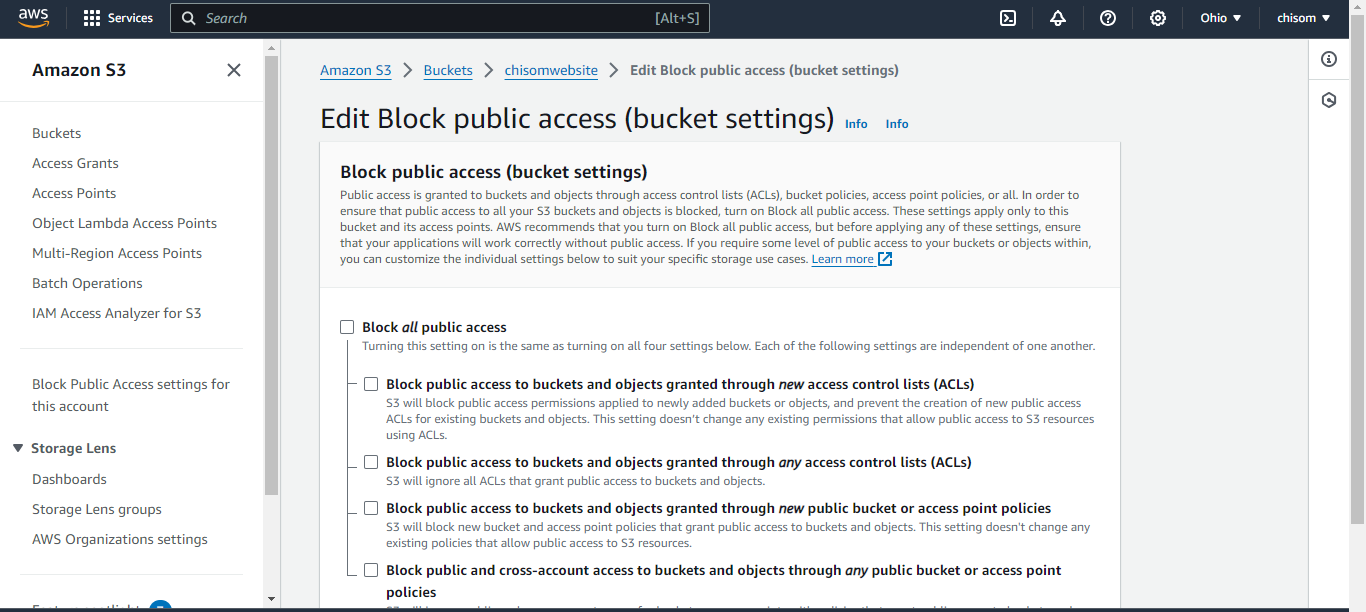 aws
Services
Search
[Alt+S]
Ohio ▼
chisom ▼
Amazon S3
Buckets
Access Grants
Access Points
Object Lambda Access Points
Multi-Region Access Points
Batch Operations
IAM Access Analyzer for S3
Block Public Access settings for
this account
Storage Lens
Dashboards
Storage Lens groups
AWS Organizations settings
Amazon S3 > Buckets > chisomwebsite > Edit Block public access (bucket settings)
Edit Block public access (bucket settings) Info Info
Block public access (bucket settings)
Public access is granted to buckets and objects through access control lists (ACLs), bucket policies, access point policies, or all. In order to
ensure that public access to all your S3 buckets and objects is blocked, turn on Block all public access. These settings apply only to this
bucket and its access points. AWS recommends that you turn on Block all public access, but before applying any of these settings, ensure
that your applications will work correctly without public access. If you require some level of public access to your buckets or objects within,
you can customize the individual settings below to suit your specific storage use cases. Learn more
Block all public access
Turning this setting on is the same as turning on all four settings below. Each of the following settings are independent of one another.
Block public access to buckets and objects granted through new access control lists (ACLs)
S3 will block public access permissions applied to newly added buckets or objects, and prevent the creation of new public access
ACLs for existing buckets and objects. This setting doesn't change any existing permissions that allow public access to S3 resources
using ACLs.
Block public access to buckets and objects granted through any access control lists (ACLs)
S3 will ignore all ACLs that grant public access to buckets and objects.
Block public access to buckets and objects granted through new public bucket or access point policies
S3 will block new bucket and access point policies that grant public access to buckets and objects. This setting doesn't change any
existing policies that allow public access to S3 resources.
Block public and cross-account access to buckets and objects through any public bucket or access point
policies